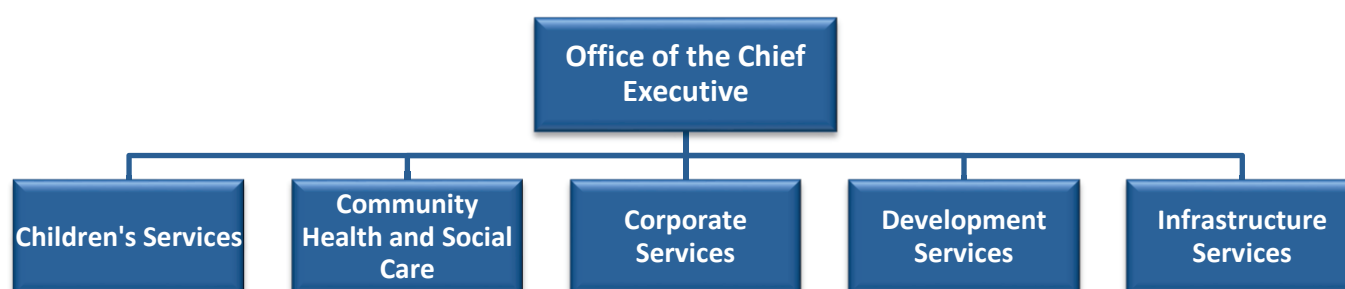 Office of the Chief
Executive
Children's Services
Community
Health and Social
Care
Corporate
Services
Development
Services
Infrastructure
Services